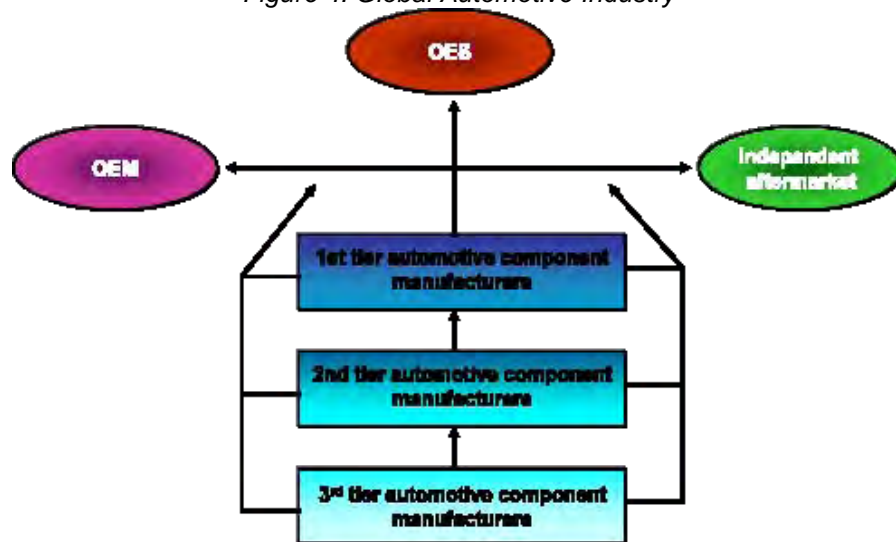 Figure 1. Global Automotive Industry
OES
OEM
Independent
aftermarket
1st tier automotive component
manufacturers
2nd tier automotive component
manufacturers
3rd tier automotive component
manufacturers